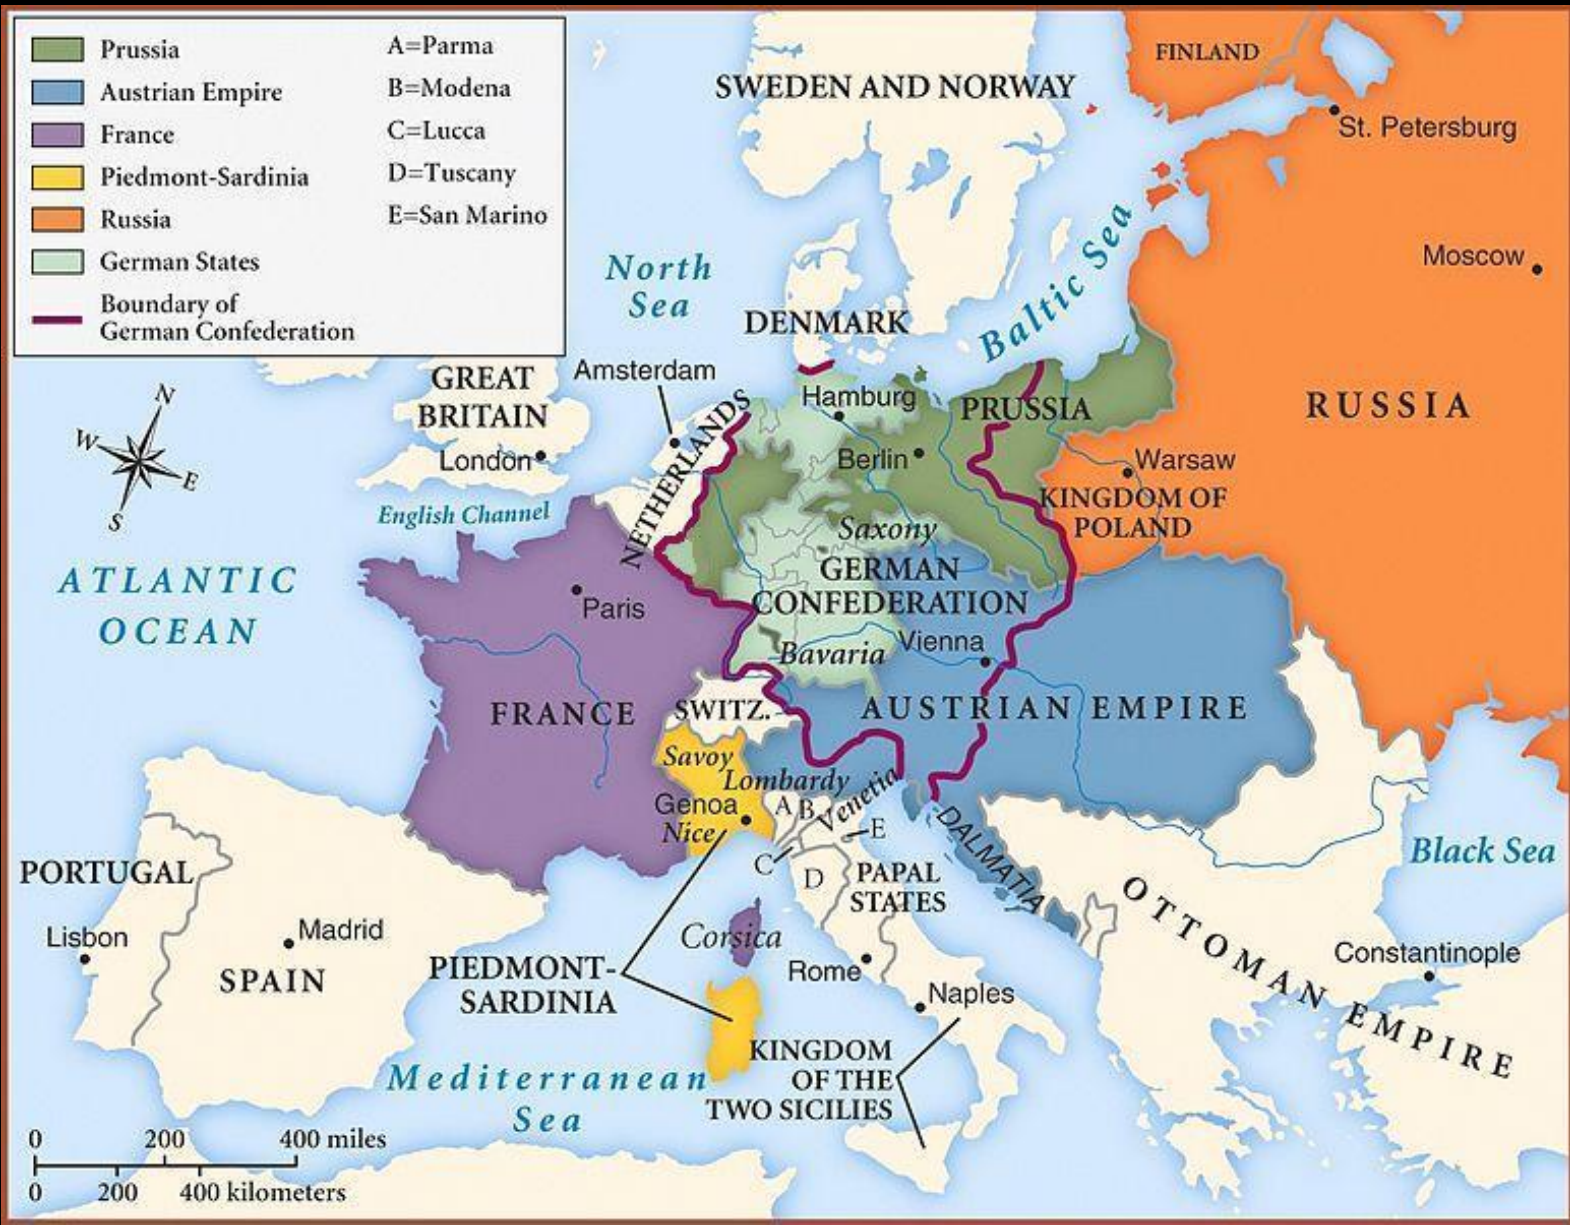 Prussia
Austrian Empire
France
Piedmont-Sardinia
Russia
German States
Boundary of
German Confederation
A=Parma
B=Modena
C=Lucca
D=Tuscany
E=San Marino
FINLAND
SWEDEN AND NORWAY
St. Petersburg
Moscow
North
Sea
Baltic Sea
DENMARK
GREAT
BRITAIN
London
Amsterdam
NETHERLANDS
Hamburg
PRUSSIA
Berlin
RUSSIA
Warsaw
KINGDOM OF
POLAND
N
W
E
S
English Channel
Saxony
GERMAN
CONFEDERATION
ATLANTIC
OCEAN
Paris
Bavaria
Vienna
FRANCE
SWITZ.
AUSTRIAN EMPIRE
Savoy
Lombardy
Venetia
Genoa
Nice
A
B
E
C
D
DALMATIA
PAPAL
STATES
Black Sea
PORTUGAL
Lisbon
Madrid
SPAIN
Corsica
PIEDMONT-
SARDINIA
Rome
Naples
OTTOMAN EMPIRE
Constantinople
KINGDOM
OF THE
TWO SICILIES
Mediterranean
Sea
0 200 400 miles
0 200 400 kilometers